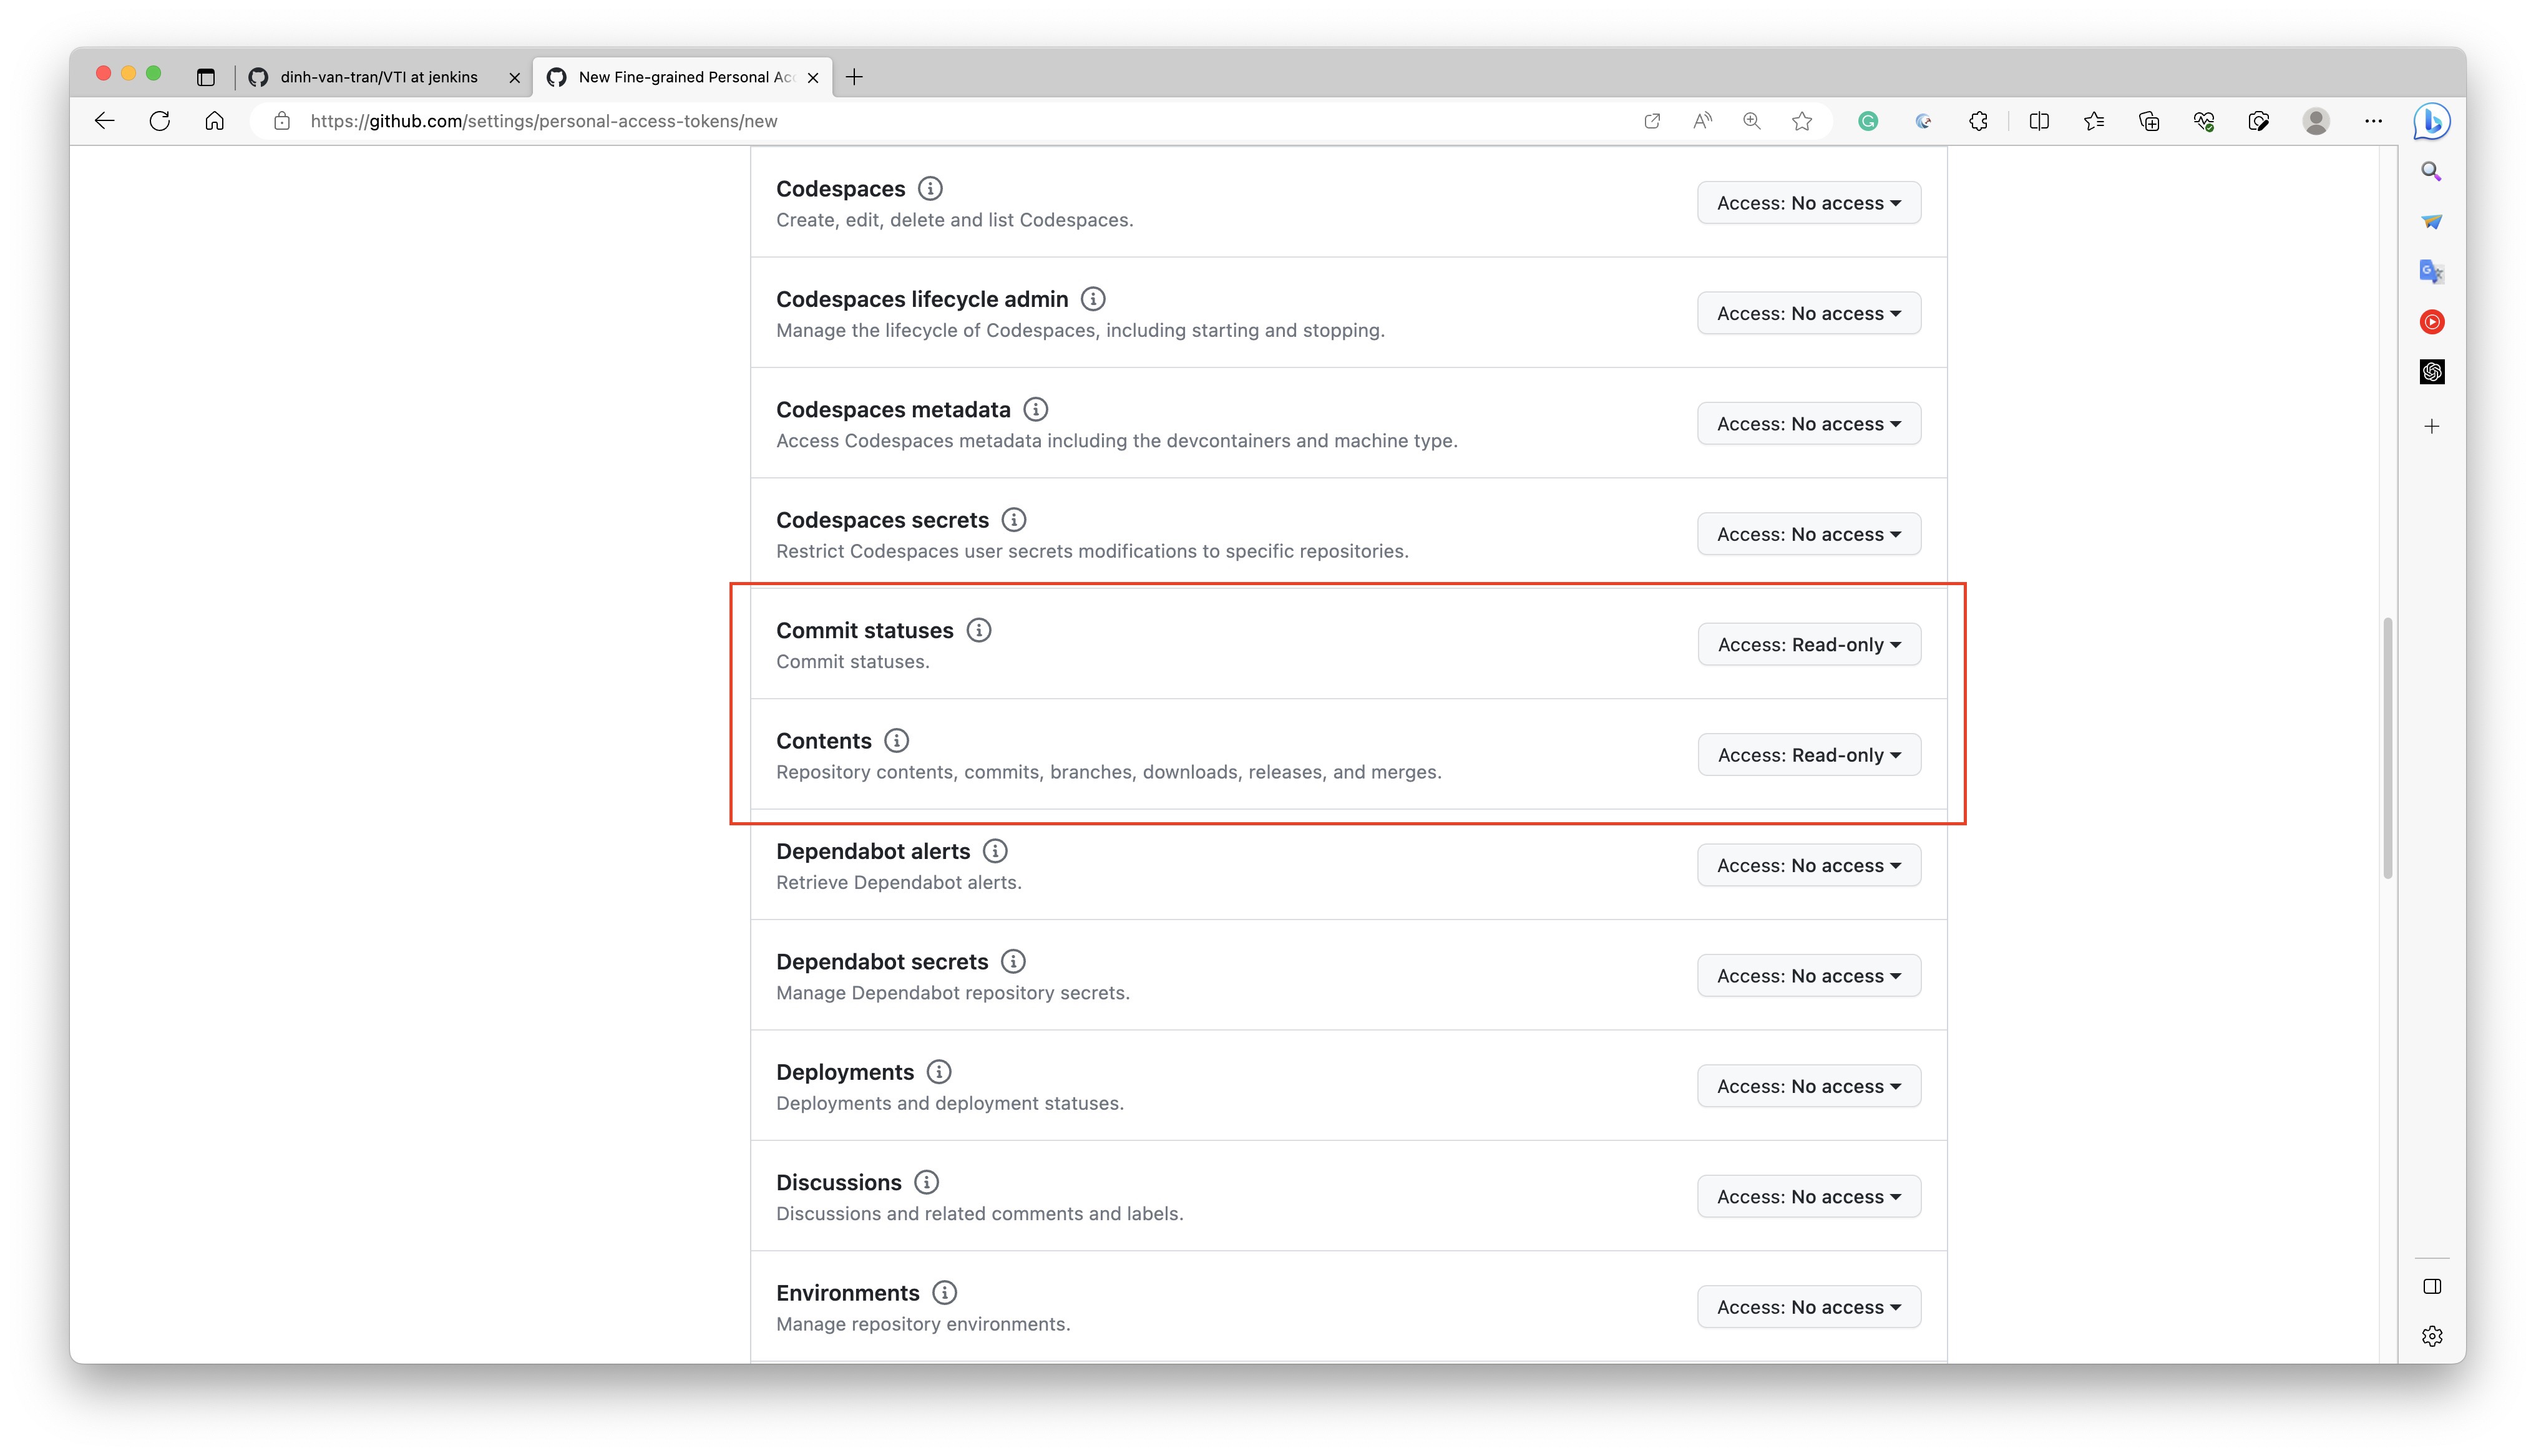 dinh-van-tran/VTI at jenkins
New Fine-grained Personal Acc
https://github.com/settings/personal-access-tokens/new
Codespaces
Create, edit, delete and list Codespaces.
Access: No access
Codespaces lifecycle admin
Manage the lifecycle of Codespaces, including starting and stopping.
Access: No access
Codespaces metadata
Access Codespaces metadata including the devcontainers and machine type.
Access: No access
Codespaces secrets
Restrict Codespaces user secrets modifications to specific repositories.
Access: No access
Commit statuses
Commit statuses.
Access: Read-only
Contents
Repository contents, commits, branches, downloads, releases, and merges.
Access: Read-only
Dependabot alerts
Retrieve Dependabot alerts.
Access: No access
Dependabot secrets
Manage Dependabot repository secrets.
Access: No access
Deployments
Deployments and deployment statuses.
Access: No access
Discussions
Discussions and related comments and labels.
Access: No access
Environments
Manage repository environments.
Access: No access